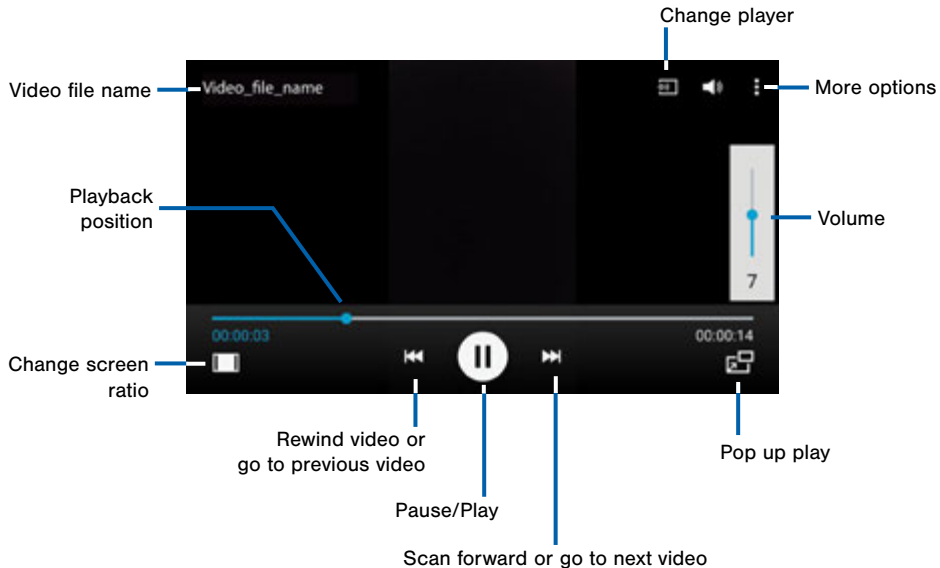 Change player
Video file name
Video_file_name
More options
Playback
position
Volume
7
00:00:03
00:00:14
Change screen
ratio
Rewind video or
go to previous video
Pop up play
Pause/Play
Scan forward or go to next video